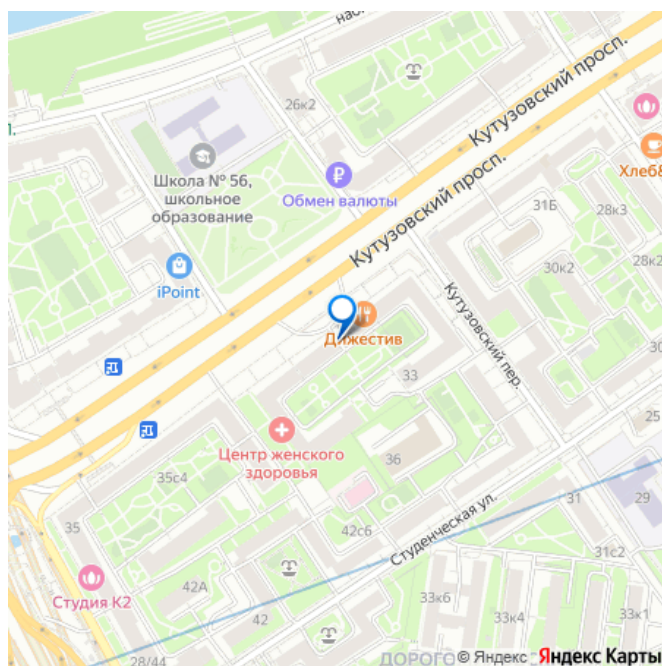 наб.
26к2
Кутузовский просп.
Школа № 56,
школьное
образование
Обмен валюты
₽
Кутузовский просп.
Хлеб&
31Б
28к3
30к2
28к2
iPoint
Дижестив
Кутузовский пер.
30
33
25
Центр женского
здоровья
36
35с4
31
29
35
42с6
Студенческая ул.
31с2
42А
Студия К2
42
33к6
33к4
33к1
28/44
ДОРОГО
© Яндекс
Яндекс Карты